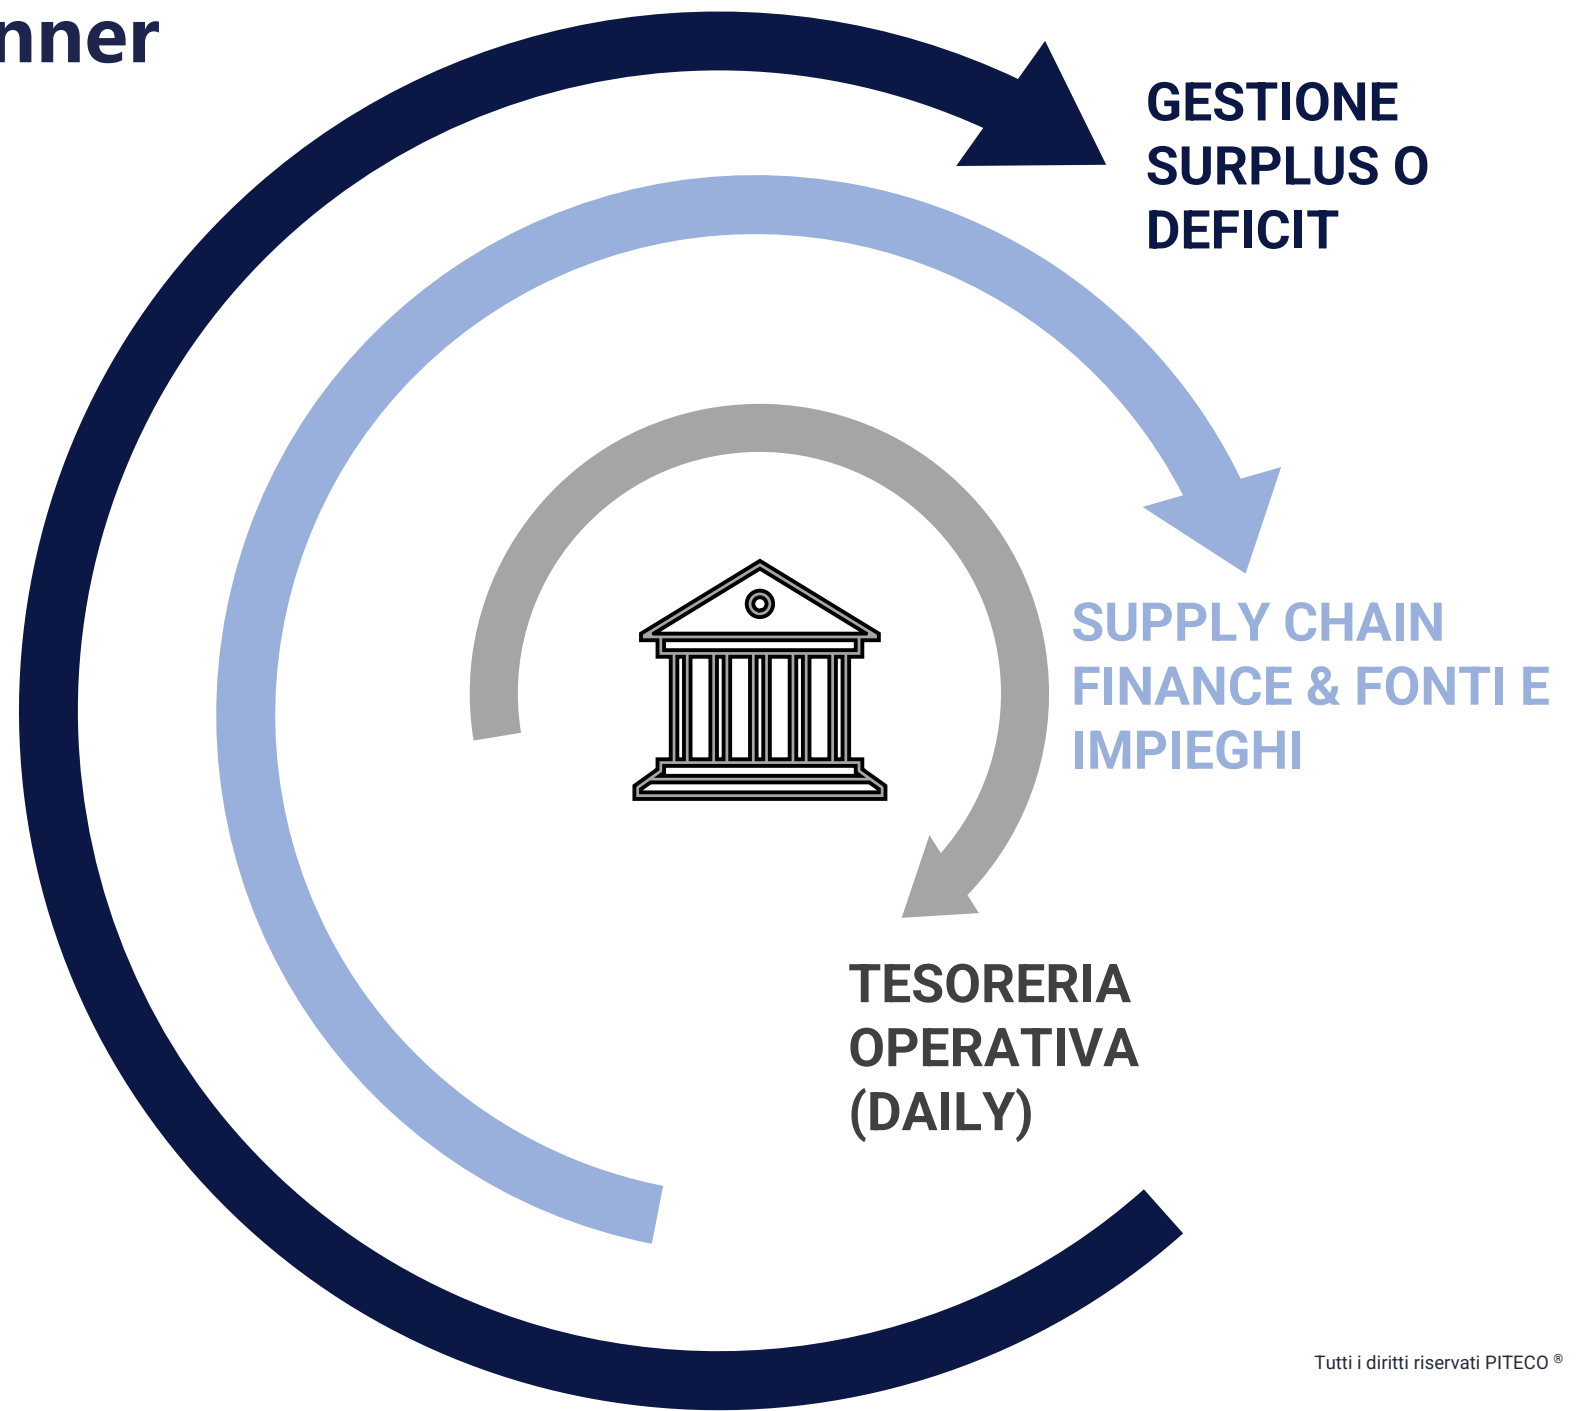 nner
GESTIONE
SURPLUS O
DEFICIT
SUPPLY CHAIN
FINANCE & FONTI E
IMPIEGHI
TESORERIA
OPERATIVA
(DAILY)
Tutti i diritti riservati PITECO ®